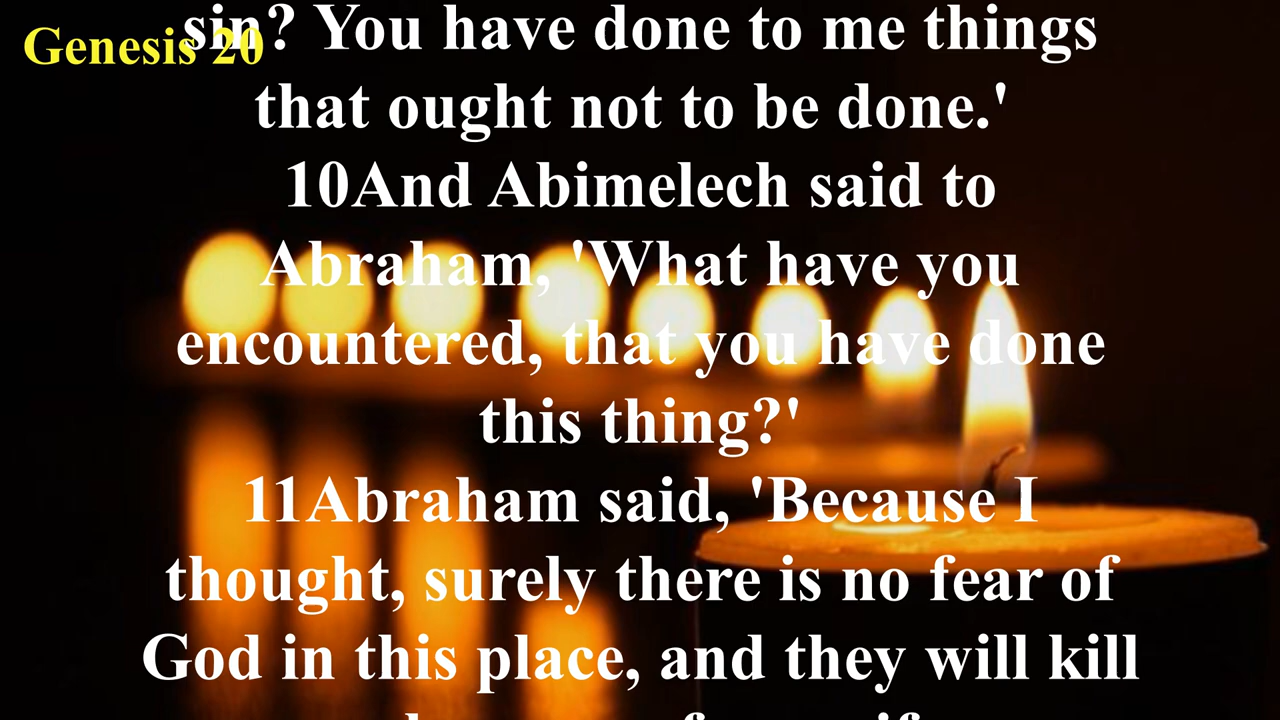 Genesis 20
sin? You have done to me things
that ought not to be done.'
10And Abimelech said to
Abraham, 'What have you
encountered, that you have done
this thing?'
11Abraham said, 'Because I
thought, surely there is no fear of
God in this place, and they will kill